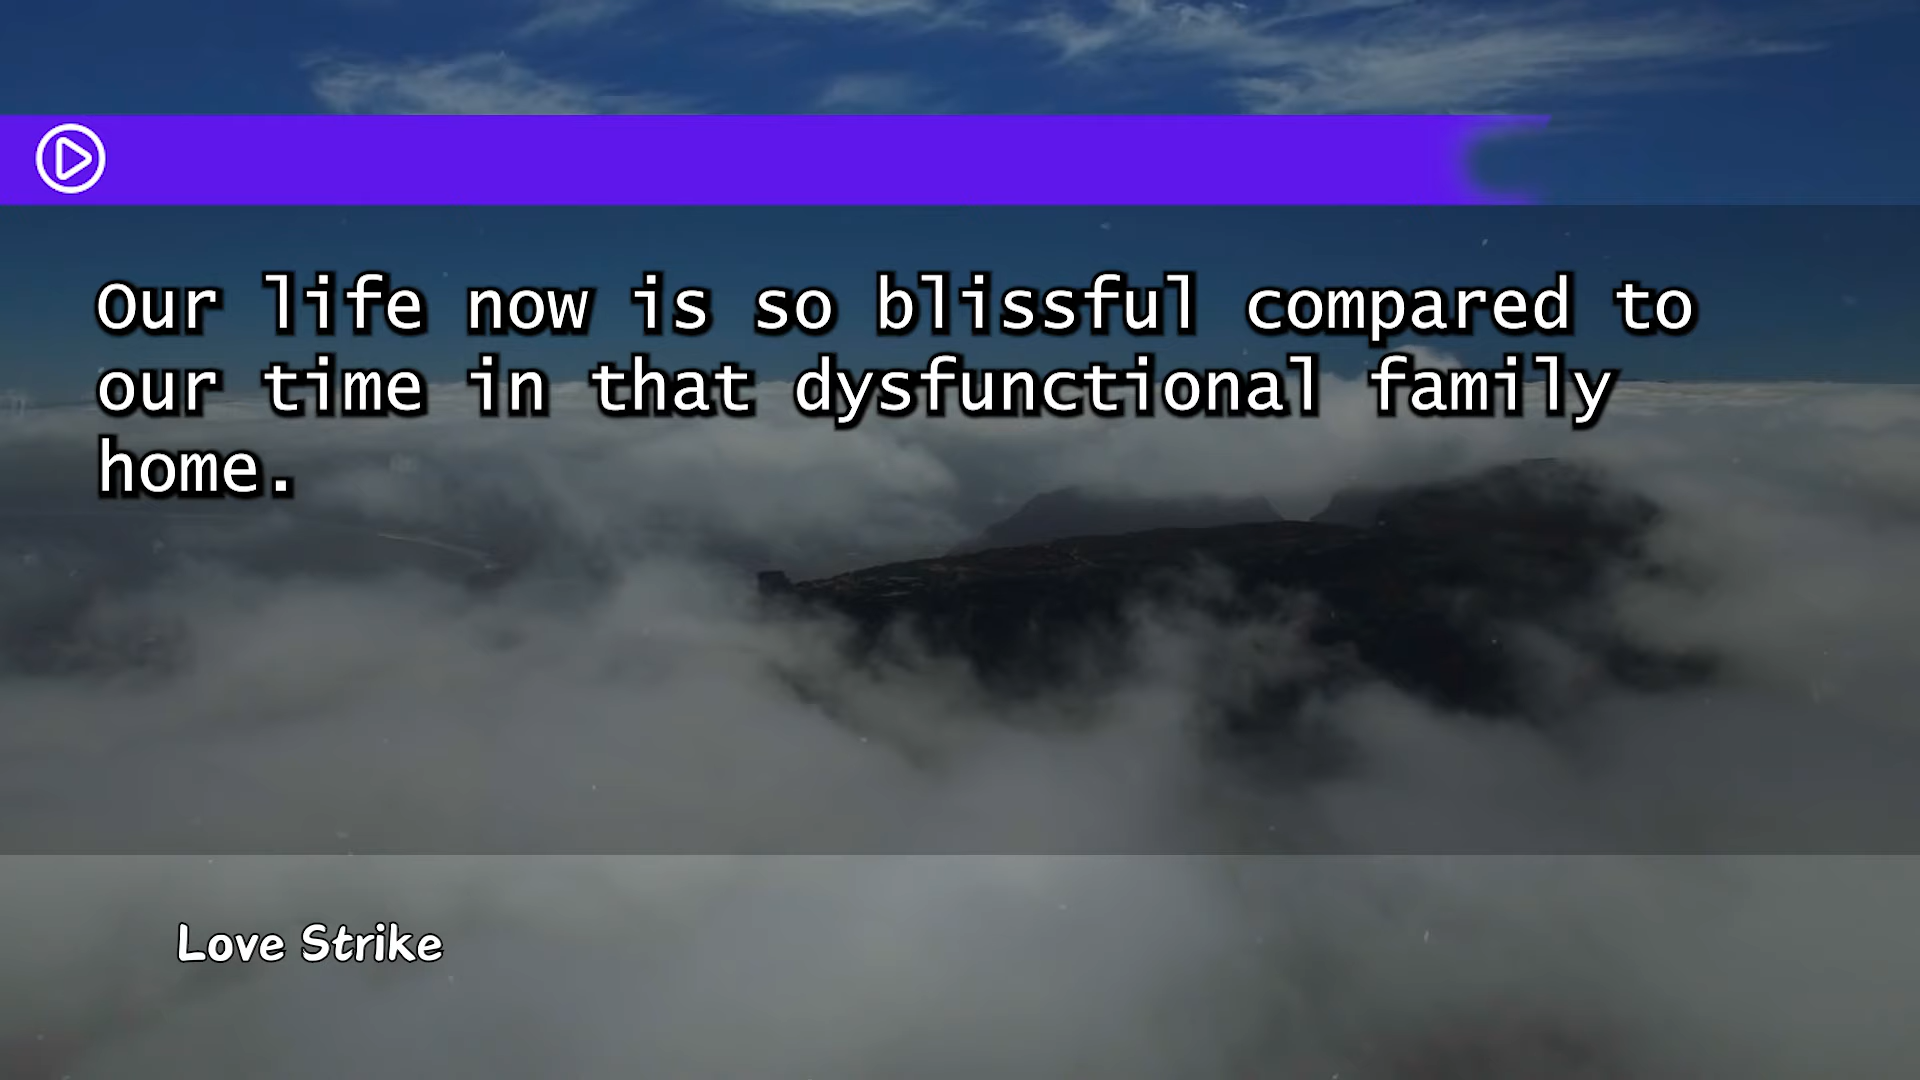 Our life now is so blissful compared to
our time in that dysfunctional family
home.
Love Strike